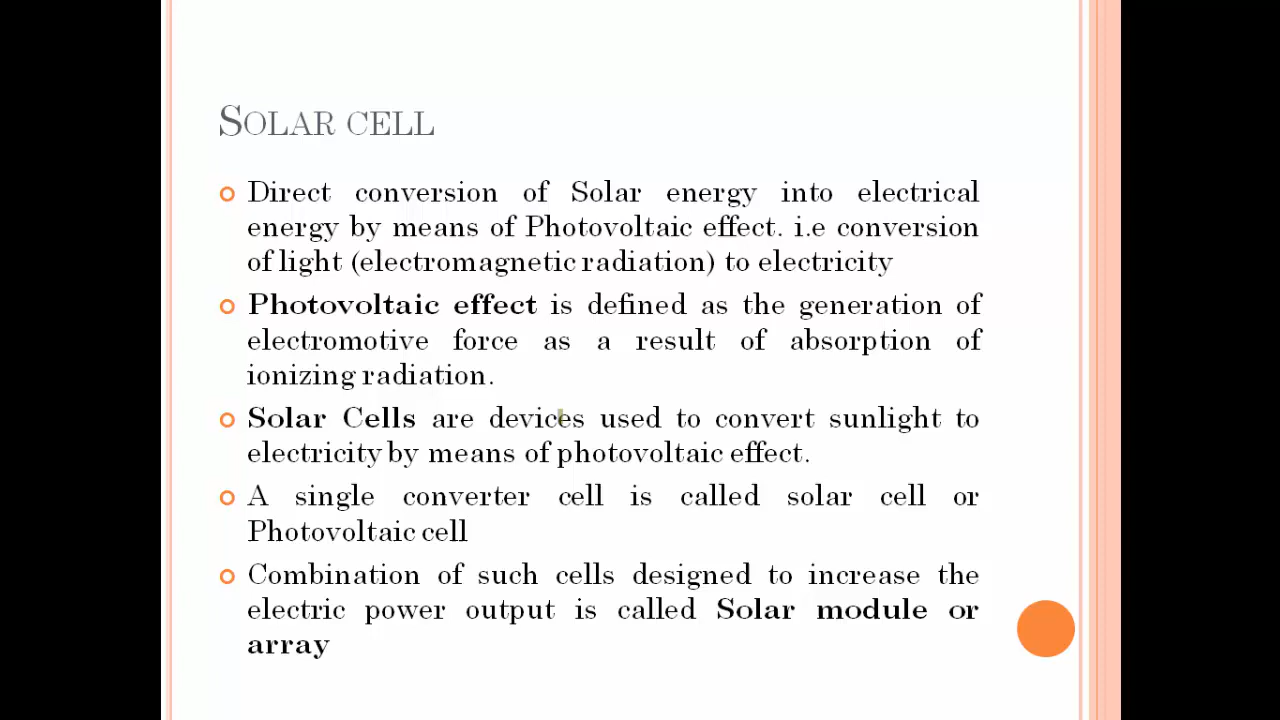 SOLAR CELL
Direct conversion of Solar energy into electrical
energy by means of Photovoltaic effect. i.e conversion
of light (electromagnetic radiation) to electricity
Photovoltaic effect is defined as the generation of
electromotive force as a result of absorption of
ionizing radiation.
Solar Cells are devices used to convert sunlight to
electricity by means of photovoltaic effect.
A single converter cell is called solar cell or
Photovoltaic cell
Combination of such cells designed to increase the
electric power output is called Solar module or
array